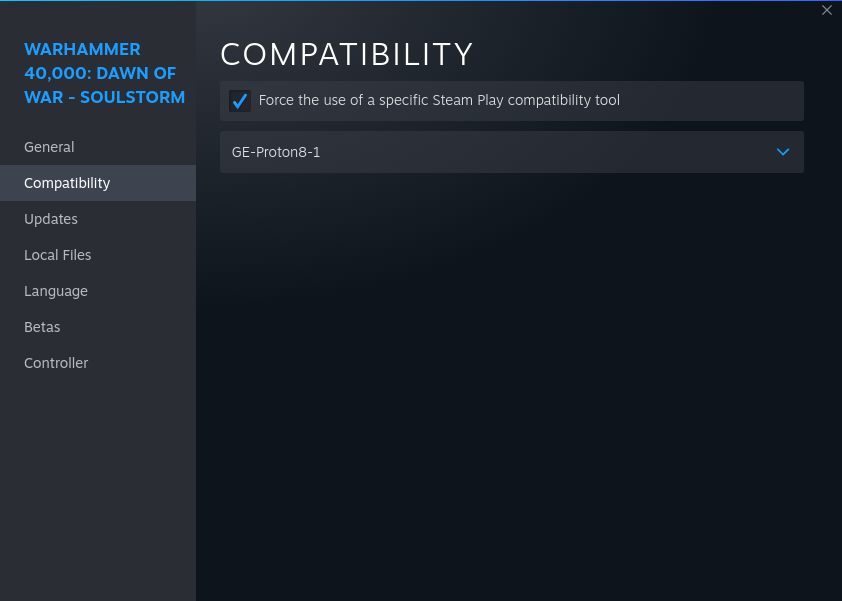 WARHAMMER
40,000: DAWN OF
WAR - SOULSTORM
General
Compatibility
Updates
Local Files
Language
Betas
Controller
COMPATIBILITY
Force the use of a specific Steam Play compatibility tool
GE-Proton8-1